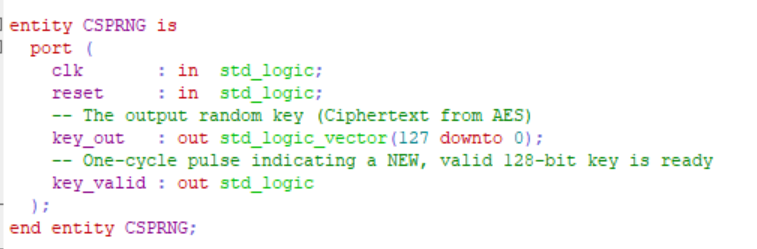 entity CSPRNG is
  port (
    clk       : in  std_logic;
    reset     : in  std_logic;
    -- The output random key (Ciphertext from AES)
    key_out   : out std_logic_vector(127 downto 0);
    -- One-cycle pulse indicating a NEW, valid 128-bit key is ready
    key_valid : out std_logic
  );
end entity CSPRNG;